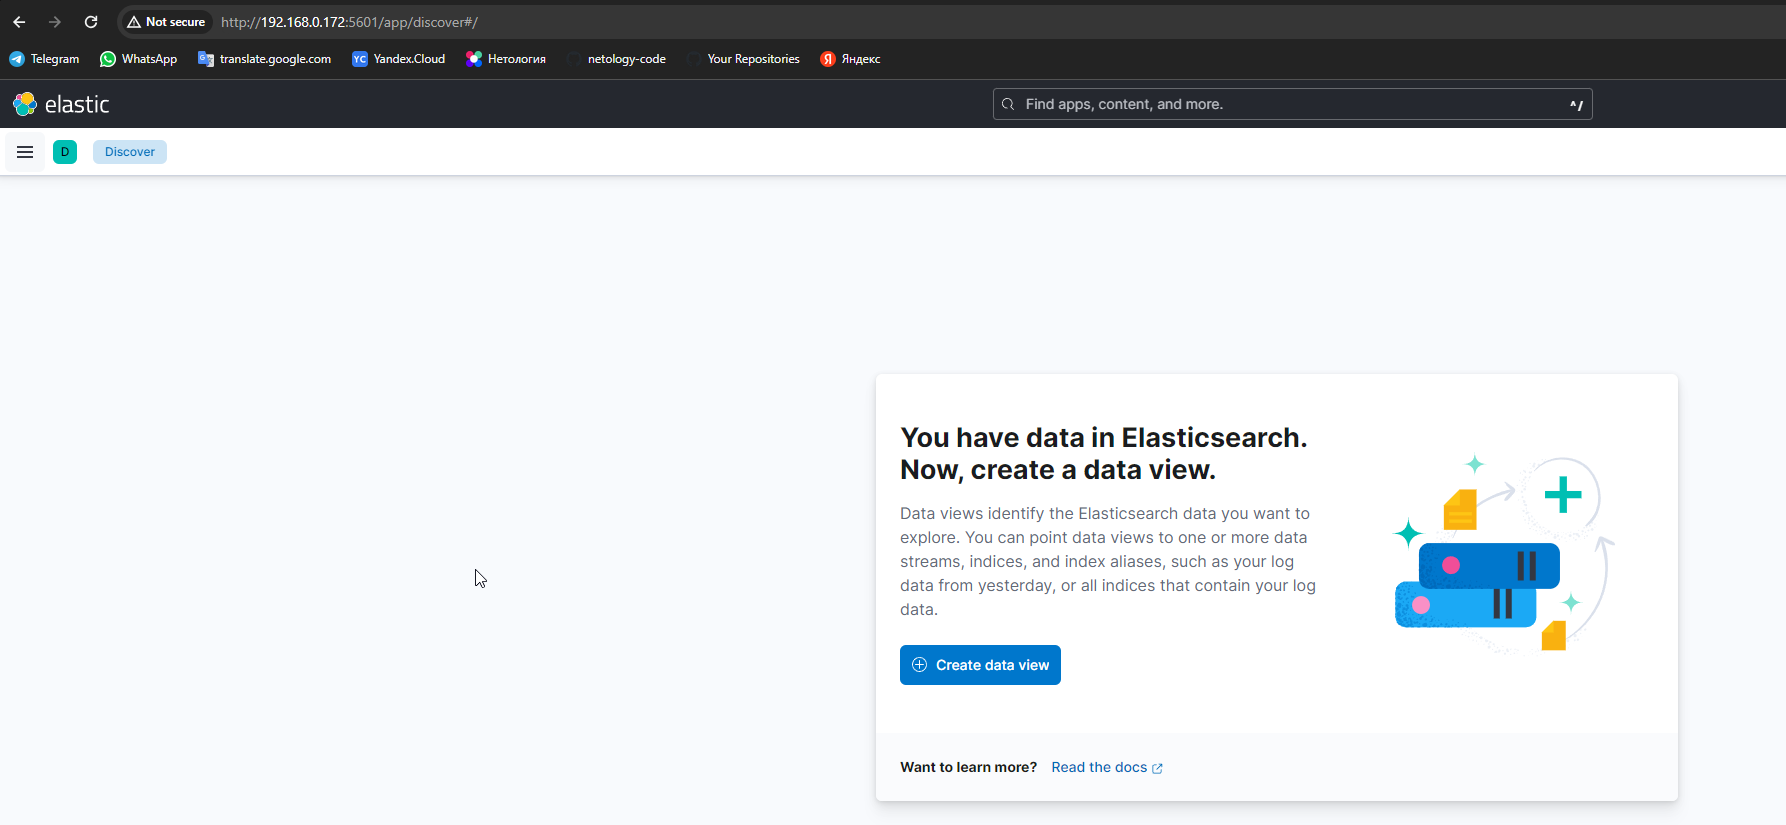 Not secure http://192.168.0.172:5601/app/discover#/
Telegram WhatsApp translate.google.com YC Yandex.Cloud Нетология netology-code Your Repositories Я Яндекс
elastic Find apps, content, and more. ^/
D Discover
You have data in Elasticsearch.
Now, create a data view.
Data views identify the Elasticsearch data you want to
explore. You can point data views to one or more data
streams, indices, and index aliases, such as your log
data from yesterday, or all indices that contain your log
data.
Create data view
Want to learn more? Read the docs